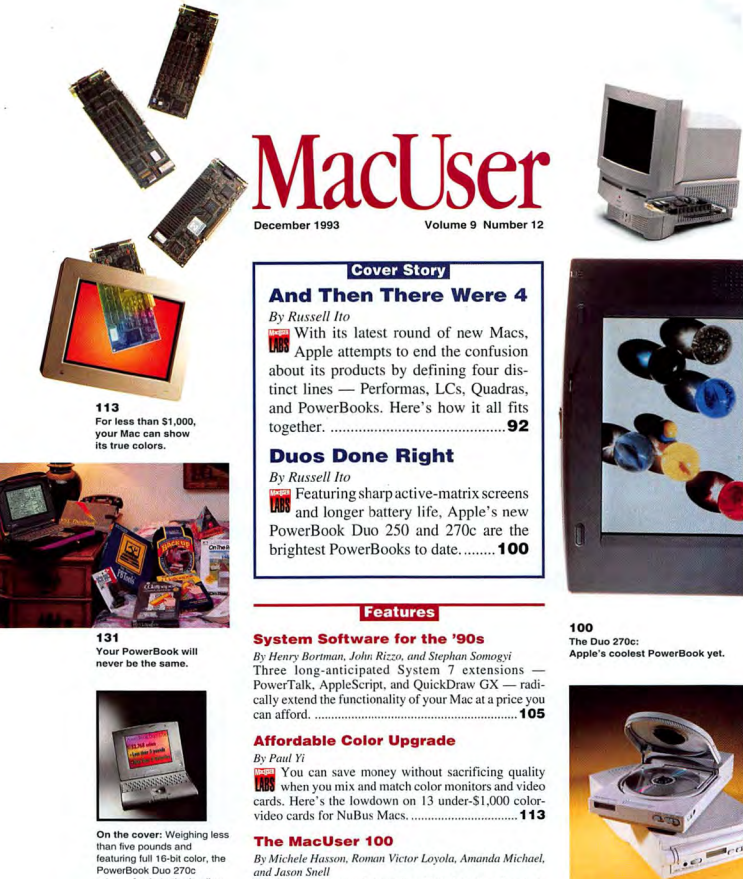 MacUser
December 1993
Volume 9 Number 12
Cover Story
And Then There Were 4
By Russell Ito
MacUser LABS With its latest round of new Macs,
Apple attempts to end the confusion
about its products by defining four dis-
tinct lines — Performas, LCs, Quadras,
and PowerBooks. Here's how it all fits
together. ........................................92
Duos Done Right
By Russell Ito
MacUser LABS Featuring sharp active-matrix screens
and longer battery life, Apple's new
PowerBook Duo 250 and 270c are the
brightest PowerBooks to date.........100
Features
System Software for the '90s
By Henry Bortman, John Rizzo, and Stephan Somogyi
Three long-anticipated System 7 extensions —
PowerTalk, AppleScript, and QuickDraw GX — radi-
cally extend the functionality of your Mac at a price you
can afford. ....................................................105
Affordable Color Upgrade
By Paul Yi
MacUser LABS You can save money without sacrificing quality
when you mix and match color monitors and video
cards. Here's the lowdown on 13 under-$1,000 color-
video cards for NuBus Macs. ................................113
The MacUser 100
By Michele Hasson, Roman Victor Loyola, Amanda Michael,
and Jason Snell
113
For less than $1,000,
your Mac can show
its true colors.
131
Your PowerBook will
never be the same.
On the cover: Weighing less
than five pounds and
featuring full 16-bit color, the
PowerBook Duo 270c
100
The Duo 270c:
Apple's coolest PowerBook yet.